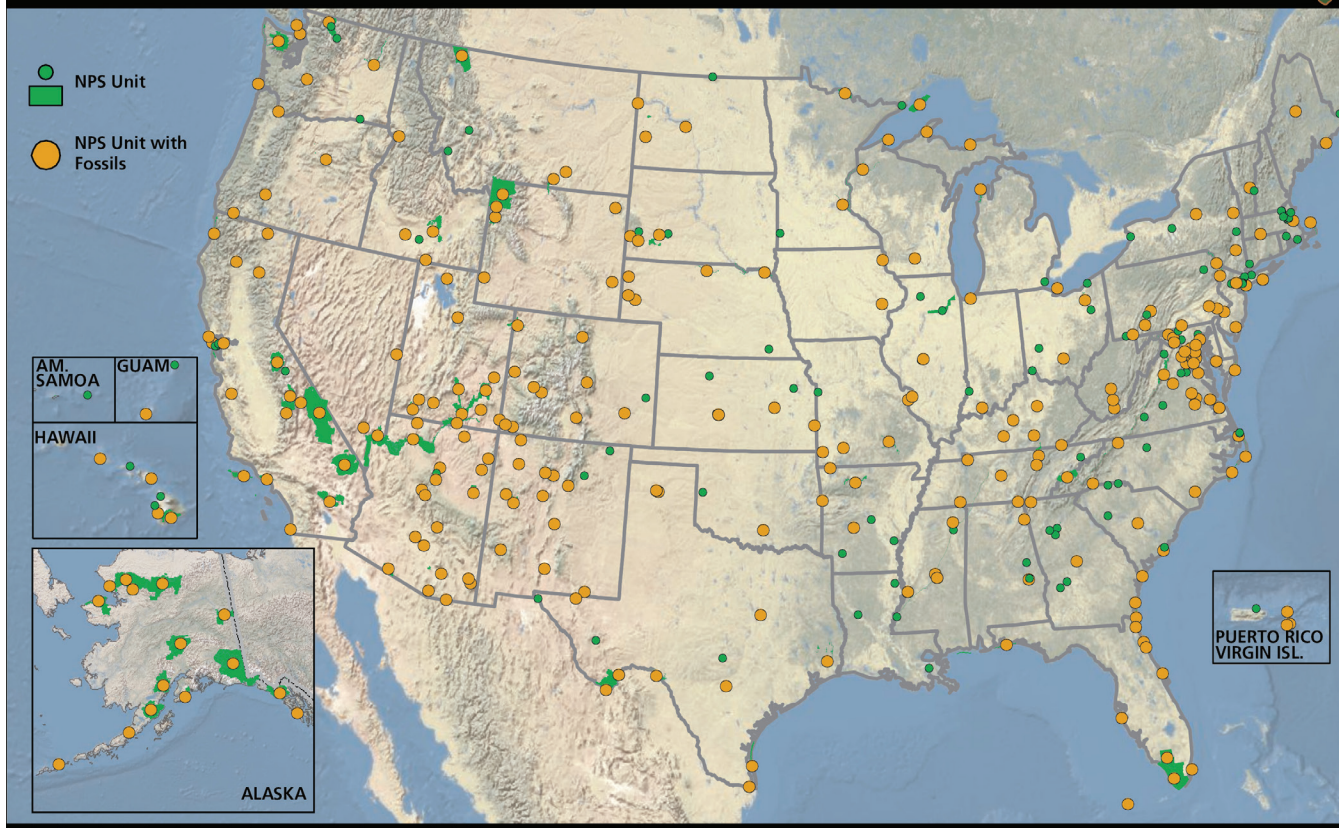 NPS Unit
NPS Unit with
Fossils
AM.
SAMOA
GUAM
HAWAII
ALASKA
PUERTO RICO
VIRGIN ISL.